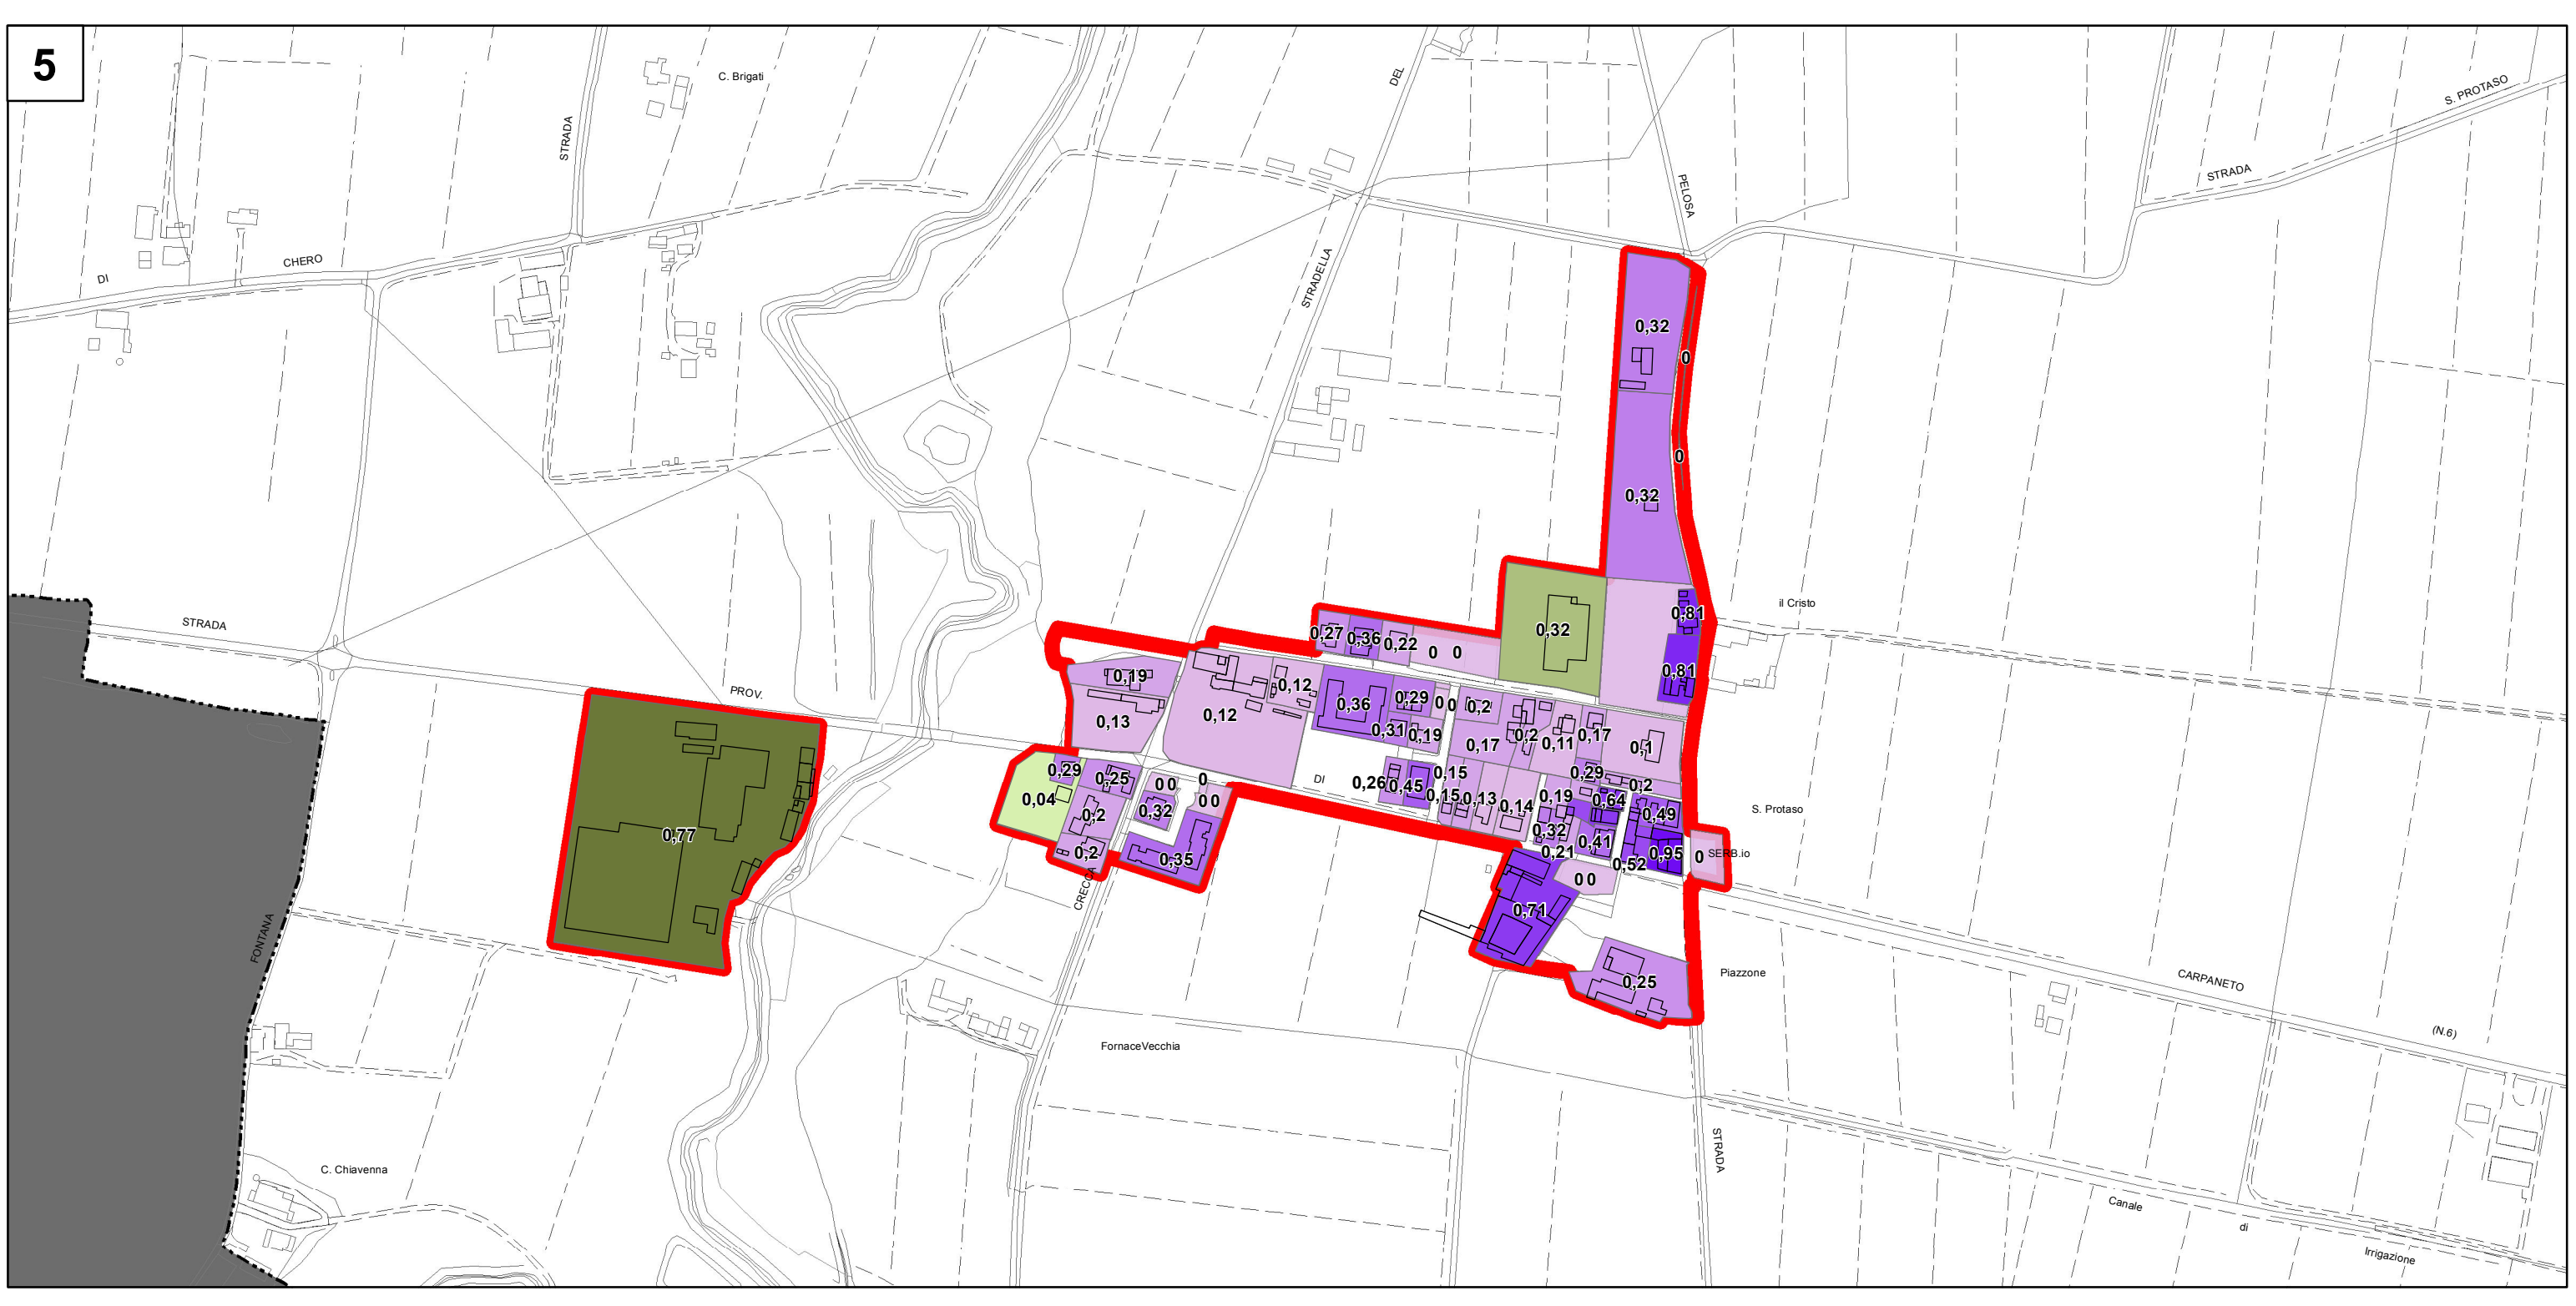 5
C. Brigati
DEL
S. PROTASO
STRADA
STRADA
PELOSA
CHERO
DI
STRADELLA
0,32
0
0
0,32
STRADA
il Cristo
0,81
0,27
0,36
0,22
0
0
0,32
0,81
0,19
0,12
0,29
PROV.
0,13
0,12
0,36
0
0
0,2
0,31
0,19
0,17
0,2
0,11
0,17
0,1
0,29
0,25
0
DI
0,26
0,45
0,15
0,29
0,2
0,04
0
0
0
0
0,15
0,13
0,14
0,19
0,64
S. Protaso
0,2
0,32
0,49
0,77
0,32
0,41
0,2
0,35
0,21
0,52
0,95
0
SERB.io
CRECCA
0
0
0,71
FONTANA
0,25
Piazzone
CARPANETO
(N.6)
FornaceVecchia
C. Chiavenna
STRADA
Canale
di
Irrigazione